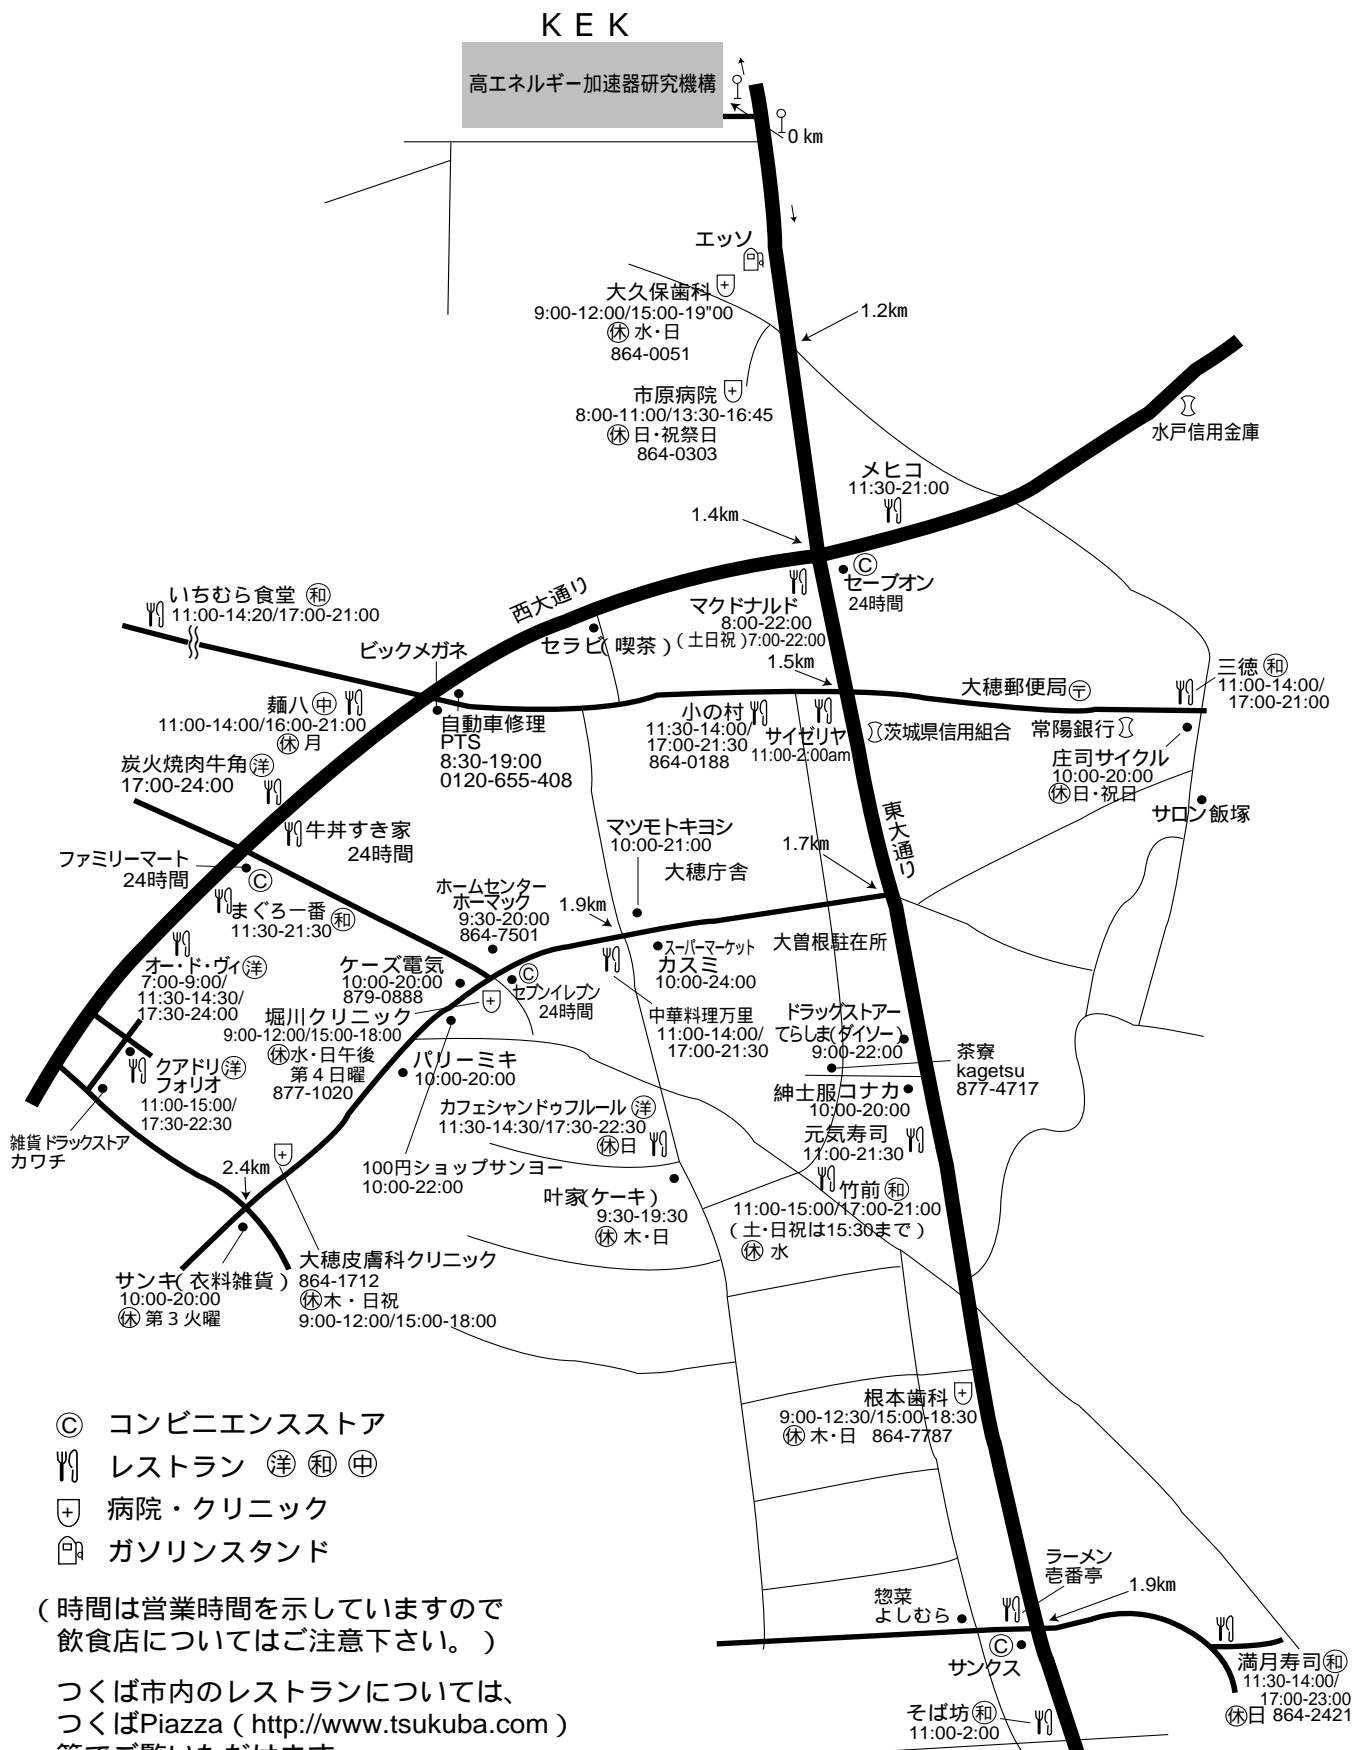 KEK
高エネルギー加速器研究機構
0 km
エッソ
大久保歯科
9:00-12:00/15:00-19"00
休 水・日
864-0051
1.2km
市原病院
8:00-11:00/13:30-16:45
休 日・祝祭日
864-0303
水戸信用金庫
メヒコ
11:30-21:00
1.4km
C
セーブオン
24時間
西大通り
いちむら食堂 和
11:00-14:20/17:00-21:00
マクドナルド
8:00-22:00
(土日祝)7:00-22:00
セラビ(喫茶)
ビックメガネ
1.5km
大穂郵便局 〒
三徳 和
11:00-14:00/
17:00-21:00
麺八 中
11:00-14:00/16:00-21:00
休 月
自動車修理
PTS
8:30-19:00
0120-655-408
小の村
11:30-14:00/
17:00-21:30
864-0188
サイゼリヤ
11:00-2:00am
茨城県信用組合
常陽銀行
庄司サイクル
10:00-20:00
休 日・祝日
サロン飯塚
炭火焼肉牛角 洋
17:00-24:00
牛丼すき家
24時間
東大通り
マツモトキヨシ
10:00-21:00
大穂庁舎
1.7km
ファミリーマート
24時間
C
まぐろ一番 和
11:30-21:30
ホームセンター
ホーマック
9:30-20:00
864-7501
1.9km
スーパーマーケット
カスミ
10:00-24:00
大曽根駐在所
オー・ド・ヴィ 洋
7:00-9:00/
11:30-14:30/
17:30-24:00
ケーズ電気
10:00-20:00
879-0888
C
セブンイレブン
24時間
堀川クリニック
9:00-12:00/15:00-18:00
休 水・日午後
第4日曜
877-1020
中華料理万里
11:00-14:00/
17:00-21:30
ドラッグストアー
てらしま(ダイソー)
9:00-22:00
茶寮
kagetsu
877-4717
クアドリ 洋
フォリオ
11:00-15:00/
17:30-22:30
パリーミキ
10:00-20:00
紳士服コナカ
10:00-20:00
カフェシャンドゥフルール 洋
11:30-14:30/17:30-22:30
休 日
元気寿司
11:00-21:30
雑貨 ドラックストア
カワチ
2.4km
100円ショップサンヨー
10:00-22:00
叶家(ケーキ)
9:30-19:30
休 木・日
竹前 和
11:00-15:00/17:00-21:00
(土・日祝は15:30まで)
休 水
サンキ(衣料雑貨)
10:00-20:00
休 第3火曜
大穂皮膚科クリニック
864-1712
休 木・日祝
9:00-12:00/15:00-18:00
根本歯科
9:00-12:30/15:00-18:30
休 木・日 864-7787
C コンビニエンスストア
レストラン 洋 和 中
病院・クリニック
ガソリンスタンド
ラーメン
壱番亭
1.9km
惣菜
よしむら
C
サンクス
満月寿司 和
11:30-14:00/
17:00-23:00
休 日 864-2421
そば坊 和
11:00-2:00
(時間は営業時間を示していますので
飲食店についてはご注意下さい。)
つくば市内のレストランについては、
つくばPiazza(http://www.tsukuba.com)